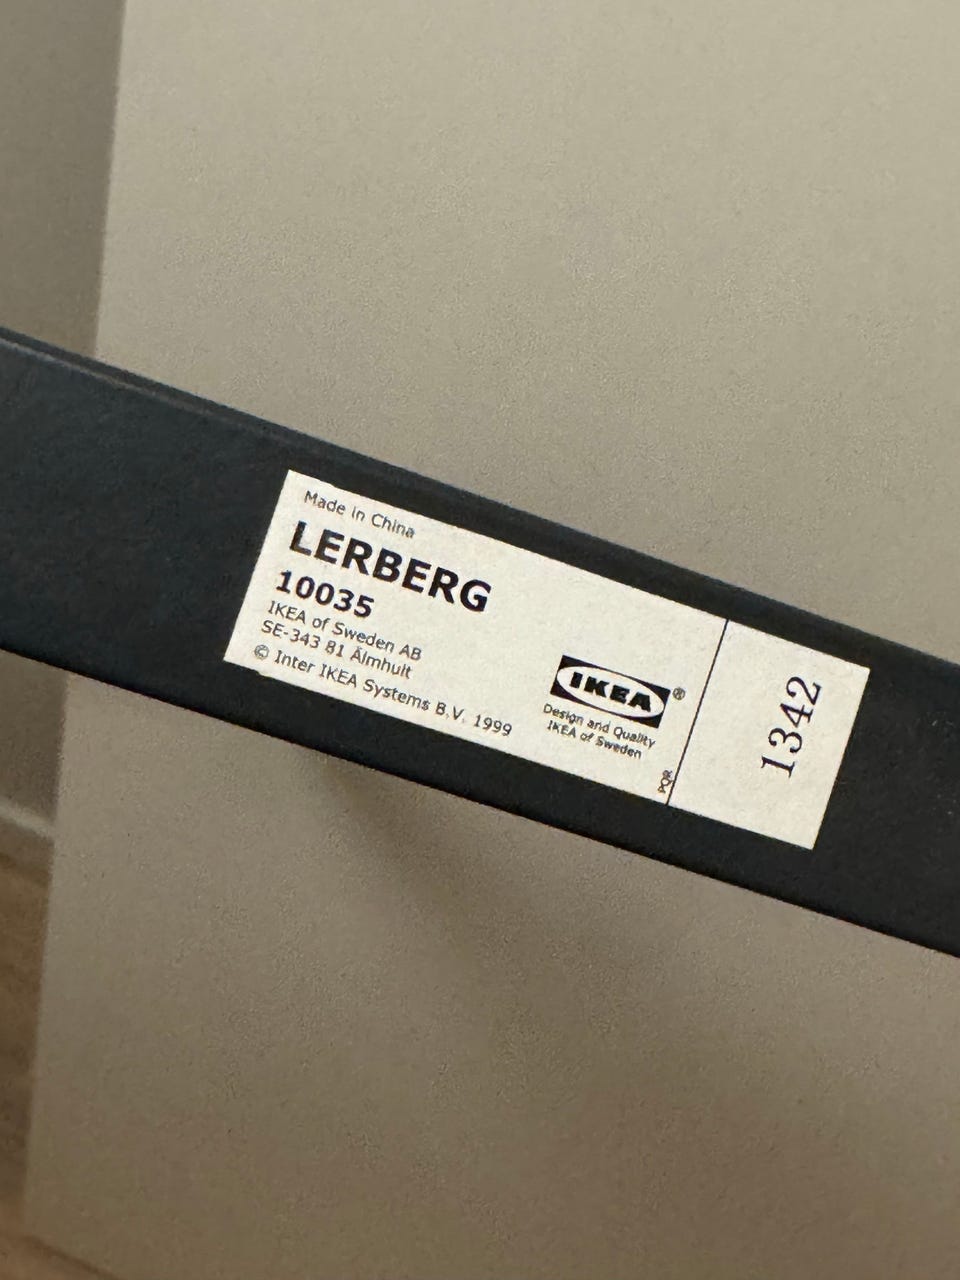 Made in China
LERBERG
10035
IKEA of Sweden AB
SE-343 81 Älmhult
© Inter IKEA Systems B.V. 1999
IKEA®
Design and Quality
IKEA of Sweden
PQR
1342